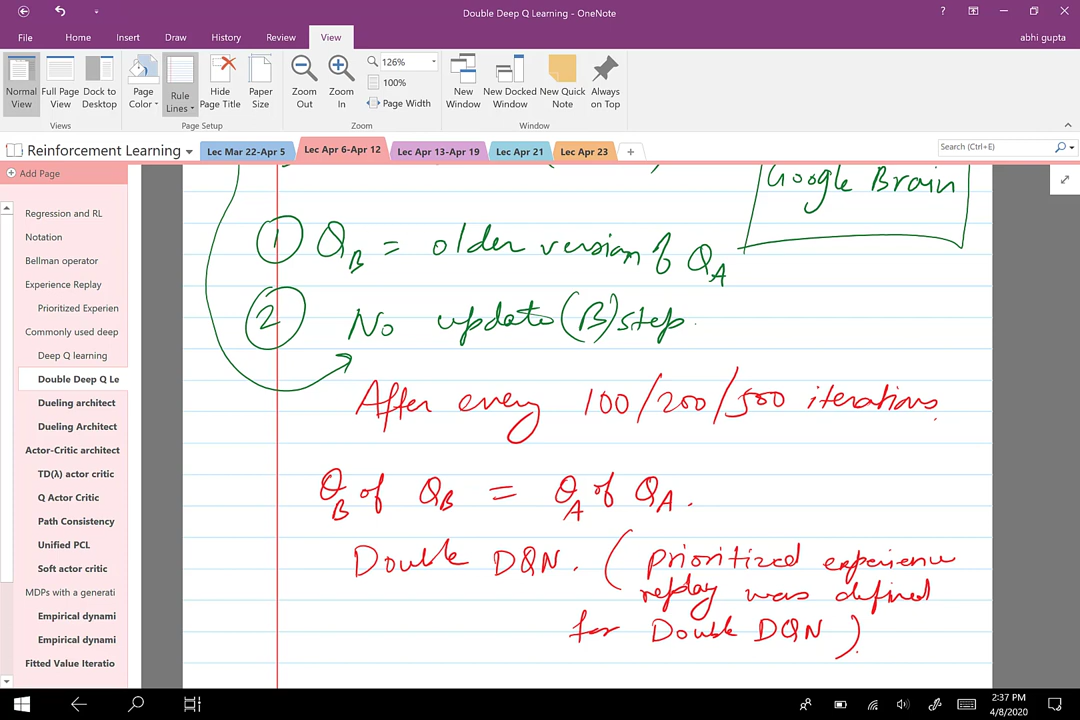 Double Deep Q Learning - OneNote
File Home Insert Draw History Review View abhi gupta
Normal View
Full Page View
Dock to Desktop
Page Color
Rule Lines
Hide Page Title
Paper Size
Zoom Out
Zoom In
126%
100%
Page Width
New Window
New Docked Window
New Quick Note
Always on Top
Views Page Setup Zoom Window
Reinforcement Learning Lec Mar 22-Apr 5 Lec Apr 6-Apr 12 Lec Apr 13-Apr 19 Lec Apr 21 Lec Apr 23 + Search (Ctrl+E)
Add Page
Regression and RL
Notation
Bellman operator
Experience Replay
Prioritized Experien
Commonly used deep
Deep Q learning
Double Deep Q Le
Dueling architect
Dueling Architect
Actor-Critic architect
TD(λ) actor critic
Q Actor Critic
Path Consistency
Unified PCL
Soft actor critic
MDPs with a generati
Empirical dynami
Empirical dynami
Fitted Value Iteratio
Google Brain
1 Q_B = older version of Q_A
2 No update (B) step.
After every 100/200/500 iterations.
θ_B of Q_B = θ_A of Q_A.
Double DQN. (prioritized experience
replay was defined
for Double DQN).
2:37 PM
4/8/2020